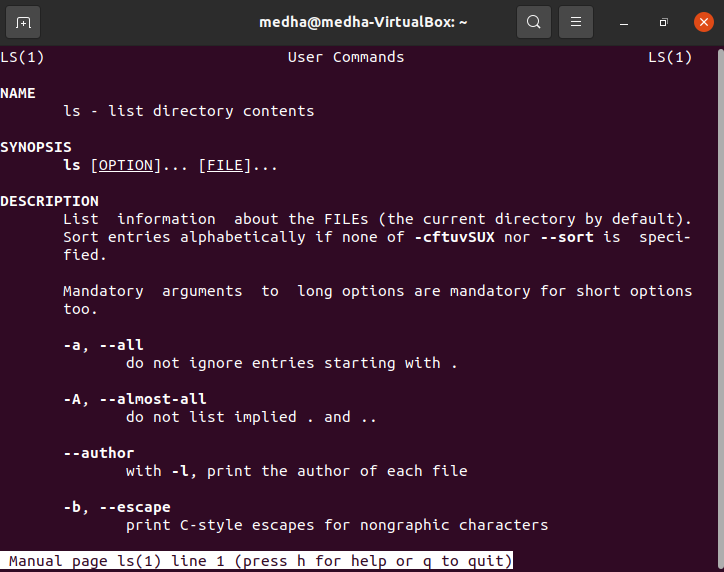 medha@medha-VirtualBox: ~
LS(1) User Commands LS(1)
NAME
ls - list directory contents
SYNOPSIS
ls [OPTION]... [FILE]...
DESCRIPTION
List information about the FILEs (the current directory by default).
Sort entries alphabetically if none of -cftuvSUX nor --sort is speci-
fied.
Mandatory arguments to long options are mandatory for short options
too.
-a, --all
do not ignore entries starting with .
-A, --almost-all
do not list implied . and ..
--author
with -l, print the author of each file
-b, --escape
print C-style escapes for nongraphic characters
Manual page ls(1) line 1 (press h for help or q to quit)